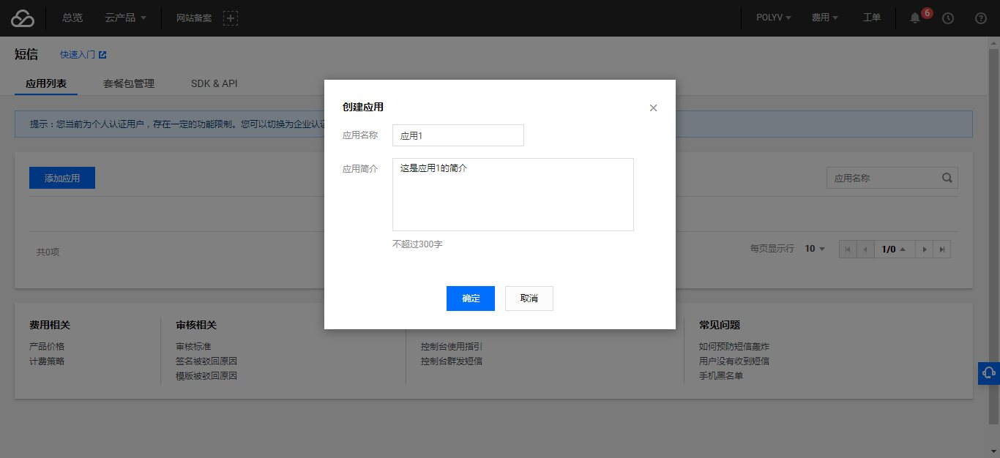 总览 云产品 网站备案 POLYV 费用 工单 6
短信 快速入门
应用列表 套餐包管理 SDK & API
提示：您当前为个人认证用户，存在一定的功能限制。您可以切换为企业认证
创建应用
应用名称 应用1
应用简介 这是应用1的简介
不超过300字
确定 取消
添加应用 应用名称
共0项 每页显示行 10 1/0
费用相关
产品价格
计费策略
审核相关
审核标准
签名被驳回原因
模版被驳回原因
控制台使用指引
控制台群发短信
常见问题
如何预防短信轰炸
用户没有收到短信
手机黑名单